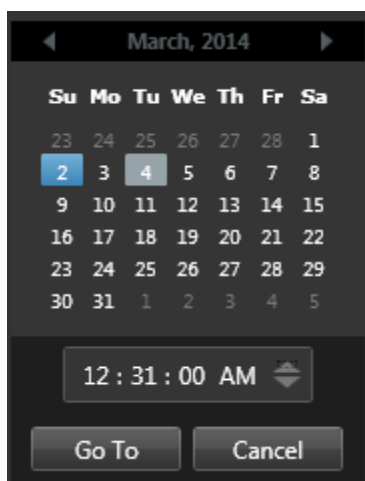 March, 2014
Su Mo Tu We Th Fr Sa
23 24 25 26 27 28 1
2 3 4 5 6 7 8
9 10 11 12 13 14 15
16 17 18 19 20 21 22
23 24 25 26 27 28 29
30 31 1 2 3 4 5
12 : 31 : 00 AM
Go To Cancel